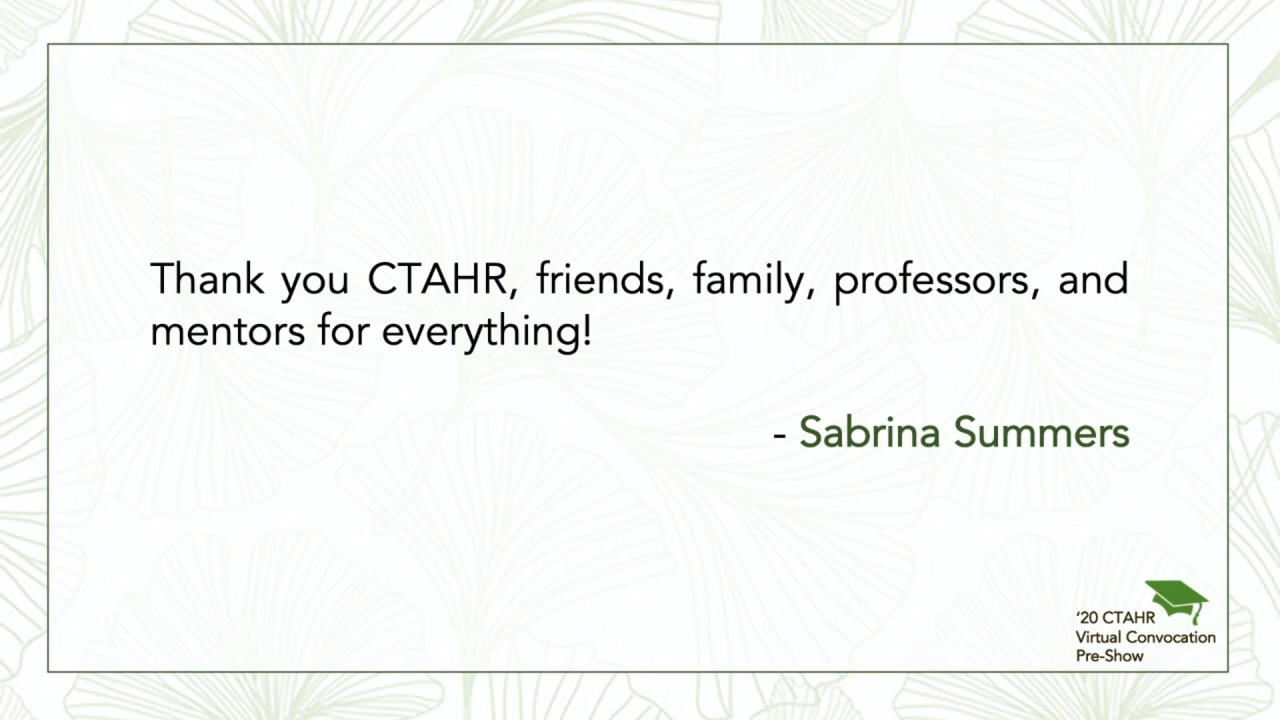 Thank you CTAHR, friends, family, professors, and
mentors for everything!
- Sabrina Summers
‘20 CTAHR
Virtual Convocation
Pre-Show